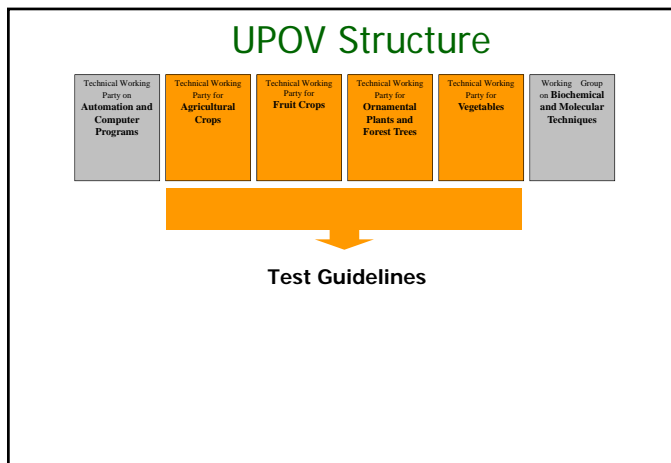 UPOV Structure
Technical Working
Party on
Automation and
Computer
Programs
Technical Working
Party for
Agricultural
Crops
Technical Working
Party for
Fruit Crops
Technical Working
Party for
Ornamental
Plants and
Forest Trees
Technical Working
Party for
Vegetables
Working Group
on Biochemical
and Molecular
Techniques
Test Guidelines